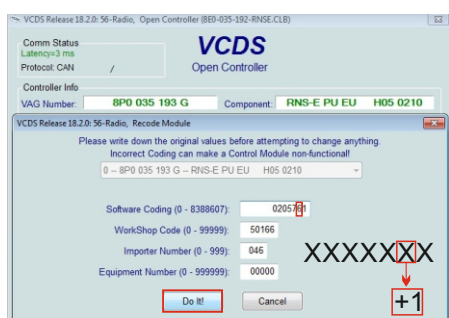 VCDS Release 18.2.0: 56-Radio, Open Controller (8E0-035-192-RNSE.CLB)
Comm Status
Latency=3 ms
Protocol: CAN /
VCDS
Open Controller
Controller Info
VAG Number: 8P0 035 193 G Component: RNS-E PU EU H05 0210
VCDS Release 18.2.0: 56-Radio, Recode Module
Please write down the original values before attempting to change anything.
Incorrect Coding can make a Control Module non-functional!
0 -- 8P0 035 193 G -- RNS-E PU EU H05 0210
Software Coding (0 - 8388607): 0205761
WorkShop Code (0 - 99999): 50166
Importer Number (0 - 999): 046
Equipment Number (0 - 999999): 00000
XXXXXXX
+1
Do It! Cancel